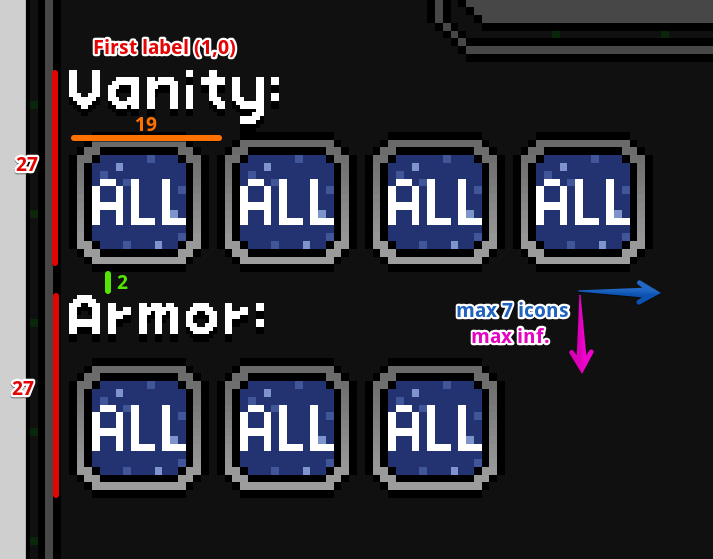 First label (1,0)
Vanity:
19
27
ALL ALL ALL ALL
2
Armor:
max 7 icons
max inf.
27
ALL ALL ALL